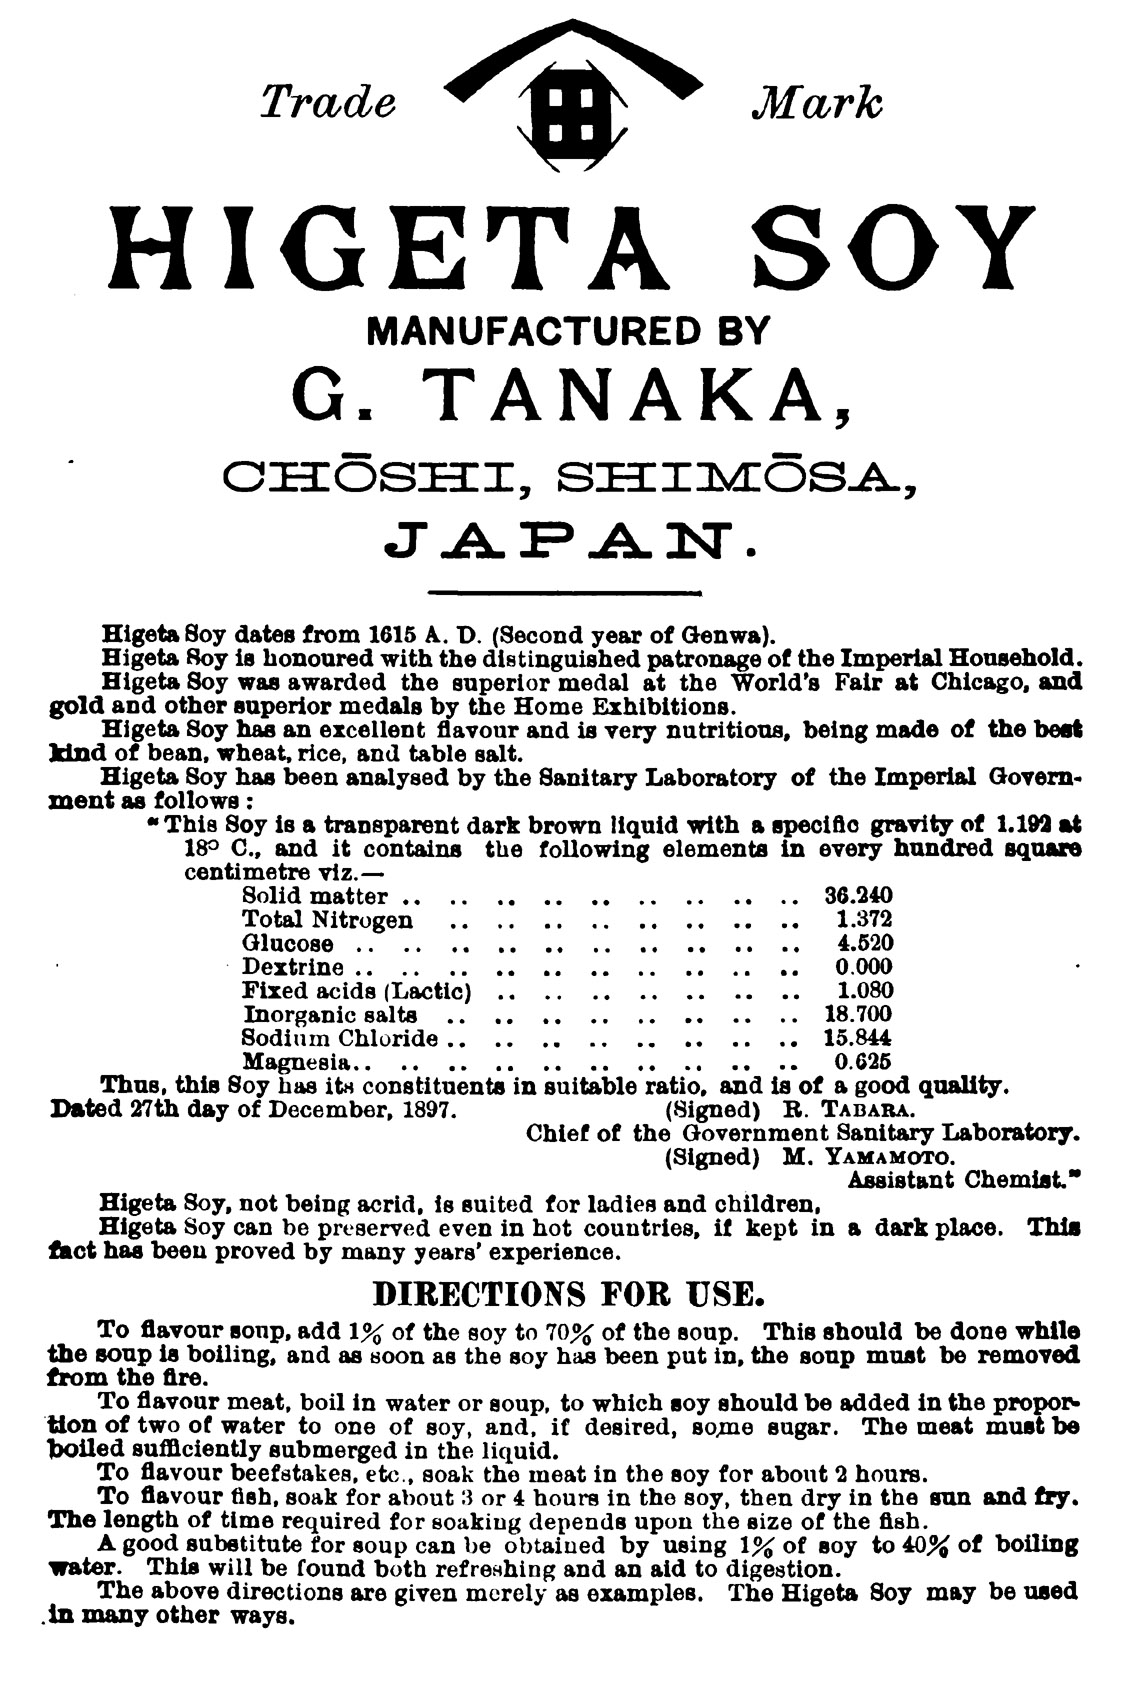 Trade Mark
HIGETA SOY
MANUFACTURED BY
G. TANAKA,
CHŌSHI, SHIMŌSA,
JAPAN.
Higeta Soy dates from 1615 A. D. (Second year of Genwa).
Higeta Soy is honoured with the distinguished patronage of the Imperial Household.
Higeta Soy was awarded the superior medal at the World's Fair at Chicago, and
gold and other superior medals by the Home Exhibitions.
Higeta Soy has an excellent flavour and is very nutritious, being made of the best
kind of bean, wheat, rice, and table salt.
Higeta Soy has been analysed by the Sanitary Laboratory of the Imperial Govern-
ment as follows :
"This Soy is a transparent dark brown liquid with a specific gravity of 1.192 at
18° C., and it contains the following elements in every hundred square
centimetre viz.—
Solid matter .. .. .. .. .. .. .. .. .. 36.240
Total Nitrogen .. .. .. .. .. .. .. .. 1.372
Glucose .. .. .. .. .. .. .. .. .. .. 4.520
Dextrine .. .. .. .. .. .. .. .. .. .. 0.000
Fixed acids (Lactic) .. .. .. .. .. .. .. 1.080
Inorganic salts .. .. .. .. .. .. .. .. 18.700
Sodium Chloride .. .. .. .. .. .. .. .. 15.844
Magnesia.. .. .. .. .. .. .. .. .. .. 0.625
Thus, this Soy has its constituents in suitable ratio, and is of a good quality.
Dated 27th day of December, 1897. (Signed) R. TABARA.
Chief of the Government Sanitary Laboratory.
(Signed) M. YAMAMOTO.
Assistant Chemist."
Higeta Soy, not being acrid, is suited for ladies and children,
Higeta Soy can be preserved even in hot countries, if kept in a dark place. This
fact has been proved by many years' experience.
DIRECTIONS FOR USE.
To flavour soup, add 1% of the soy to 70% of the soup. This should be done while
the soup is boiling, and as soon as the soy has been put in, the soup must be removed
from the fire.
To flavour meat, boil in water or soup, to which soy should be added in the propor-
tion of two of water to one of soy, and, if desired, some sugar. The meat must be
boiled sufficiently submerged in the liquid.
To flavour beefstakes, etc., soak the meat in the soy for about 2 hours.
To flavour fish, soak for about 3 or 4 hours in the soy, then dry in the sun and fry.
The length of time required for soaking depends upon the size of the fish.
A good substitute for soup can be obtained by using 1% of soy to 40% of boiling
water. This will be found both refreshing and an aid to digestion.
The above directions are given merely as examples. The Higeta Soy may be used
in many other ways.